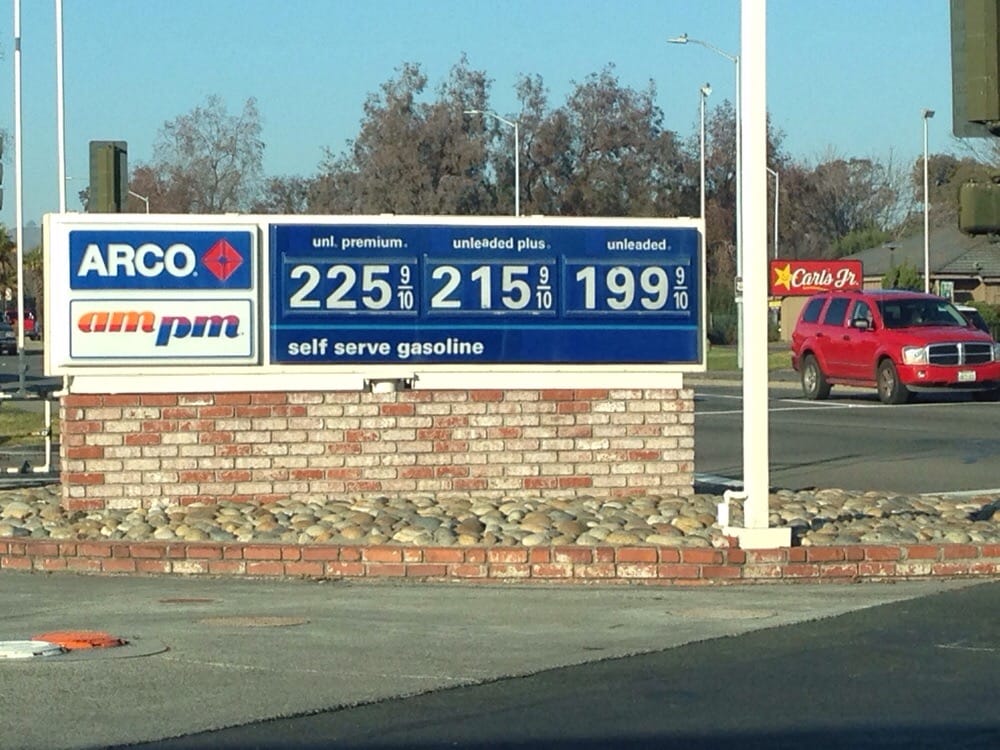 ARCO
ampm
unl. premium. unleaded plus. unleaded.
225 9/10 215 9/10 199 9/10
self serve gasoline
Carl's Jr.